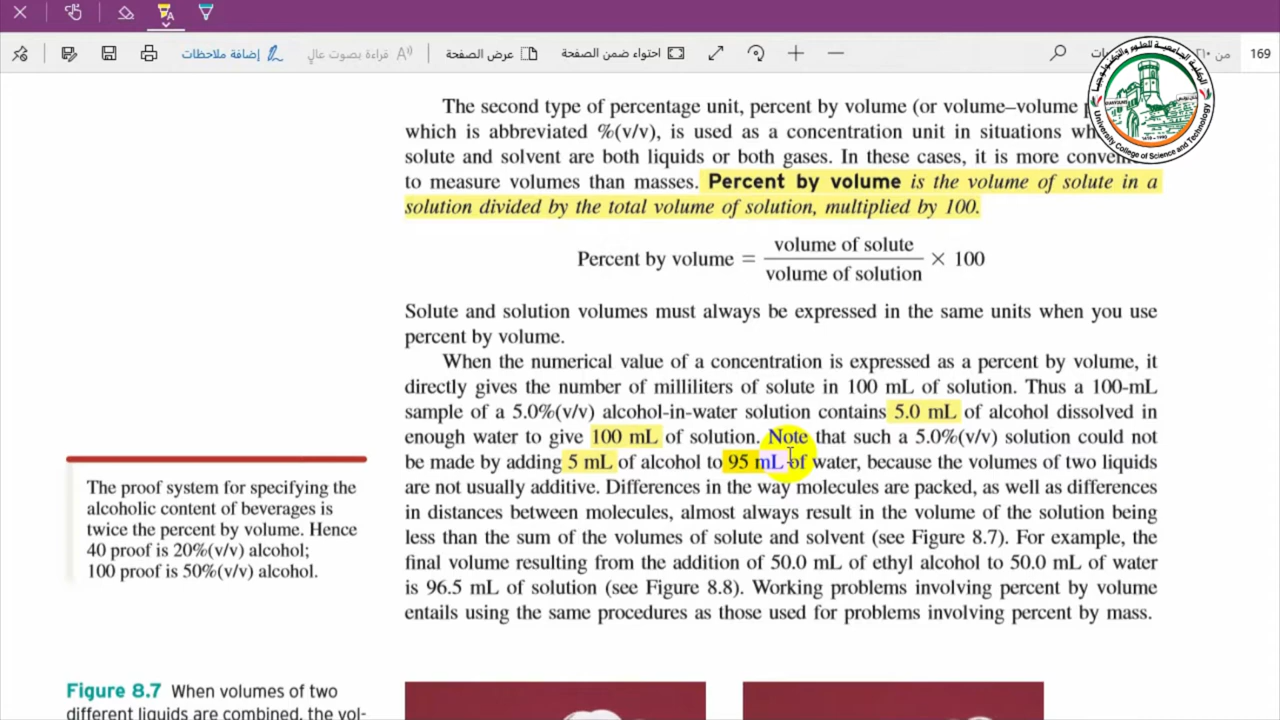 إضافة ملاحظات
قراءة بصوت عالٍ
عرض الصفحة
احتواء ضمن الصفحة
من
169
University College of Science and Technology
The second type of percentage unit, percent by volume (or volume–volume
which is abbreviated %(v/v), is used as a concentration unit in situations
solute and solvent are both liquids or both gases. In these cases, it is more
to measure volumes than masses. Percent by volume is the volume of solute in a
solution divided by the total volume of solution, multiplied by 100.
Percent by volume = volume of solute / volume of solution × 100
Solute and solution volumes must always be expressed in the same units when you use
percent by volume.
When the numerical value of a concentration is expressed as a percent by volume, it
directly gives the number of milliliters of solute in 100 mL of solution. Thus a 100-mL
sample of a 5.0%(v/v) alcohol-in-water solution contains 5.0 mL of alcohol dissolved in
enough water to give 100 mL of solution. Note that such a 5.0%(v/v) solution could not
be made by adding 5 mL of alcohol to 95 mL of water, because the volumes of two liquids
are not usually additive. Differences in the way molecules are packed, as well as differences
in distances between molecules, almost always result in the volume of the solution being
less than the sum of the volumes of solute and solvent (see Figure 8.7). For example, the
final volume resulting from the addition of 50.0 mL of ethyl alcohol to 50.0 mL of water
is 96.5 mL of solution (see Figure 8.8). Working problems involving percent by volume
entails using the same procedures as those used for problems involving percent by mass.
The proof system for specifying the
alcoholic content of beverages is
twice the percent by volume. Hence
40 proof is 20%(v/v) alcohol;
100 proof is 50%(v/v) alcohol.
Figure 8.7 When volumes of two
different liquids are combined, the vol-